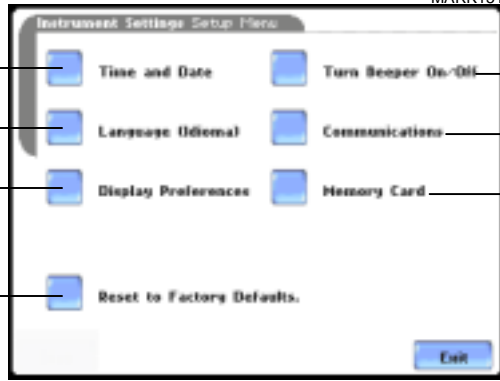 Instrument Settings Setup Menu
Time and Date
Turn Beeper On/Off
Language (Idioma)
Communications
Display Preferences
Memory Card
Reset to Factory Defaults.
Exit